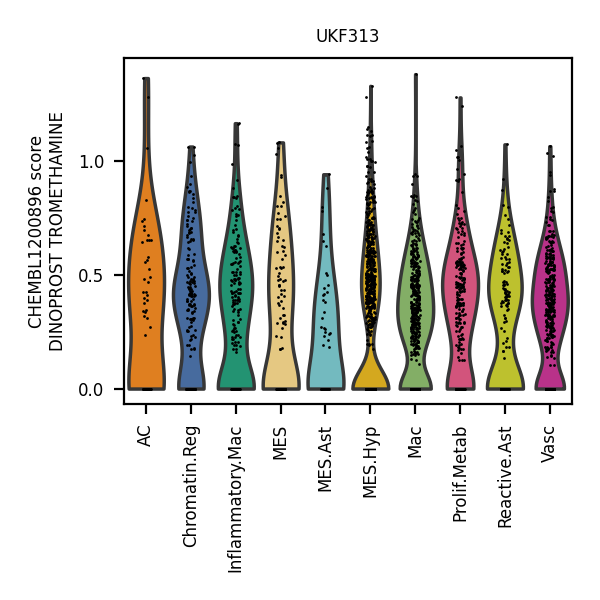 UKF313
CHEMBL1200896 score
DINOPROST TROMETHAMINE
1.0
0.5
0.0
AC
Chromatin.Reg
Inflammatory.Mac
MES
MES.Ast
MES.Hyp
Mac
Prolif.Metab
Reactive.Ast
Vasc